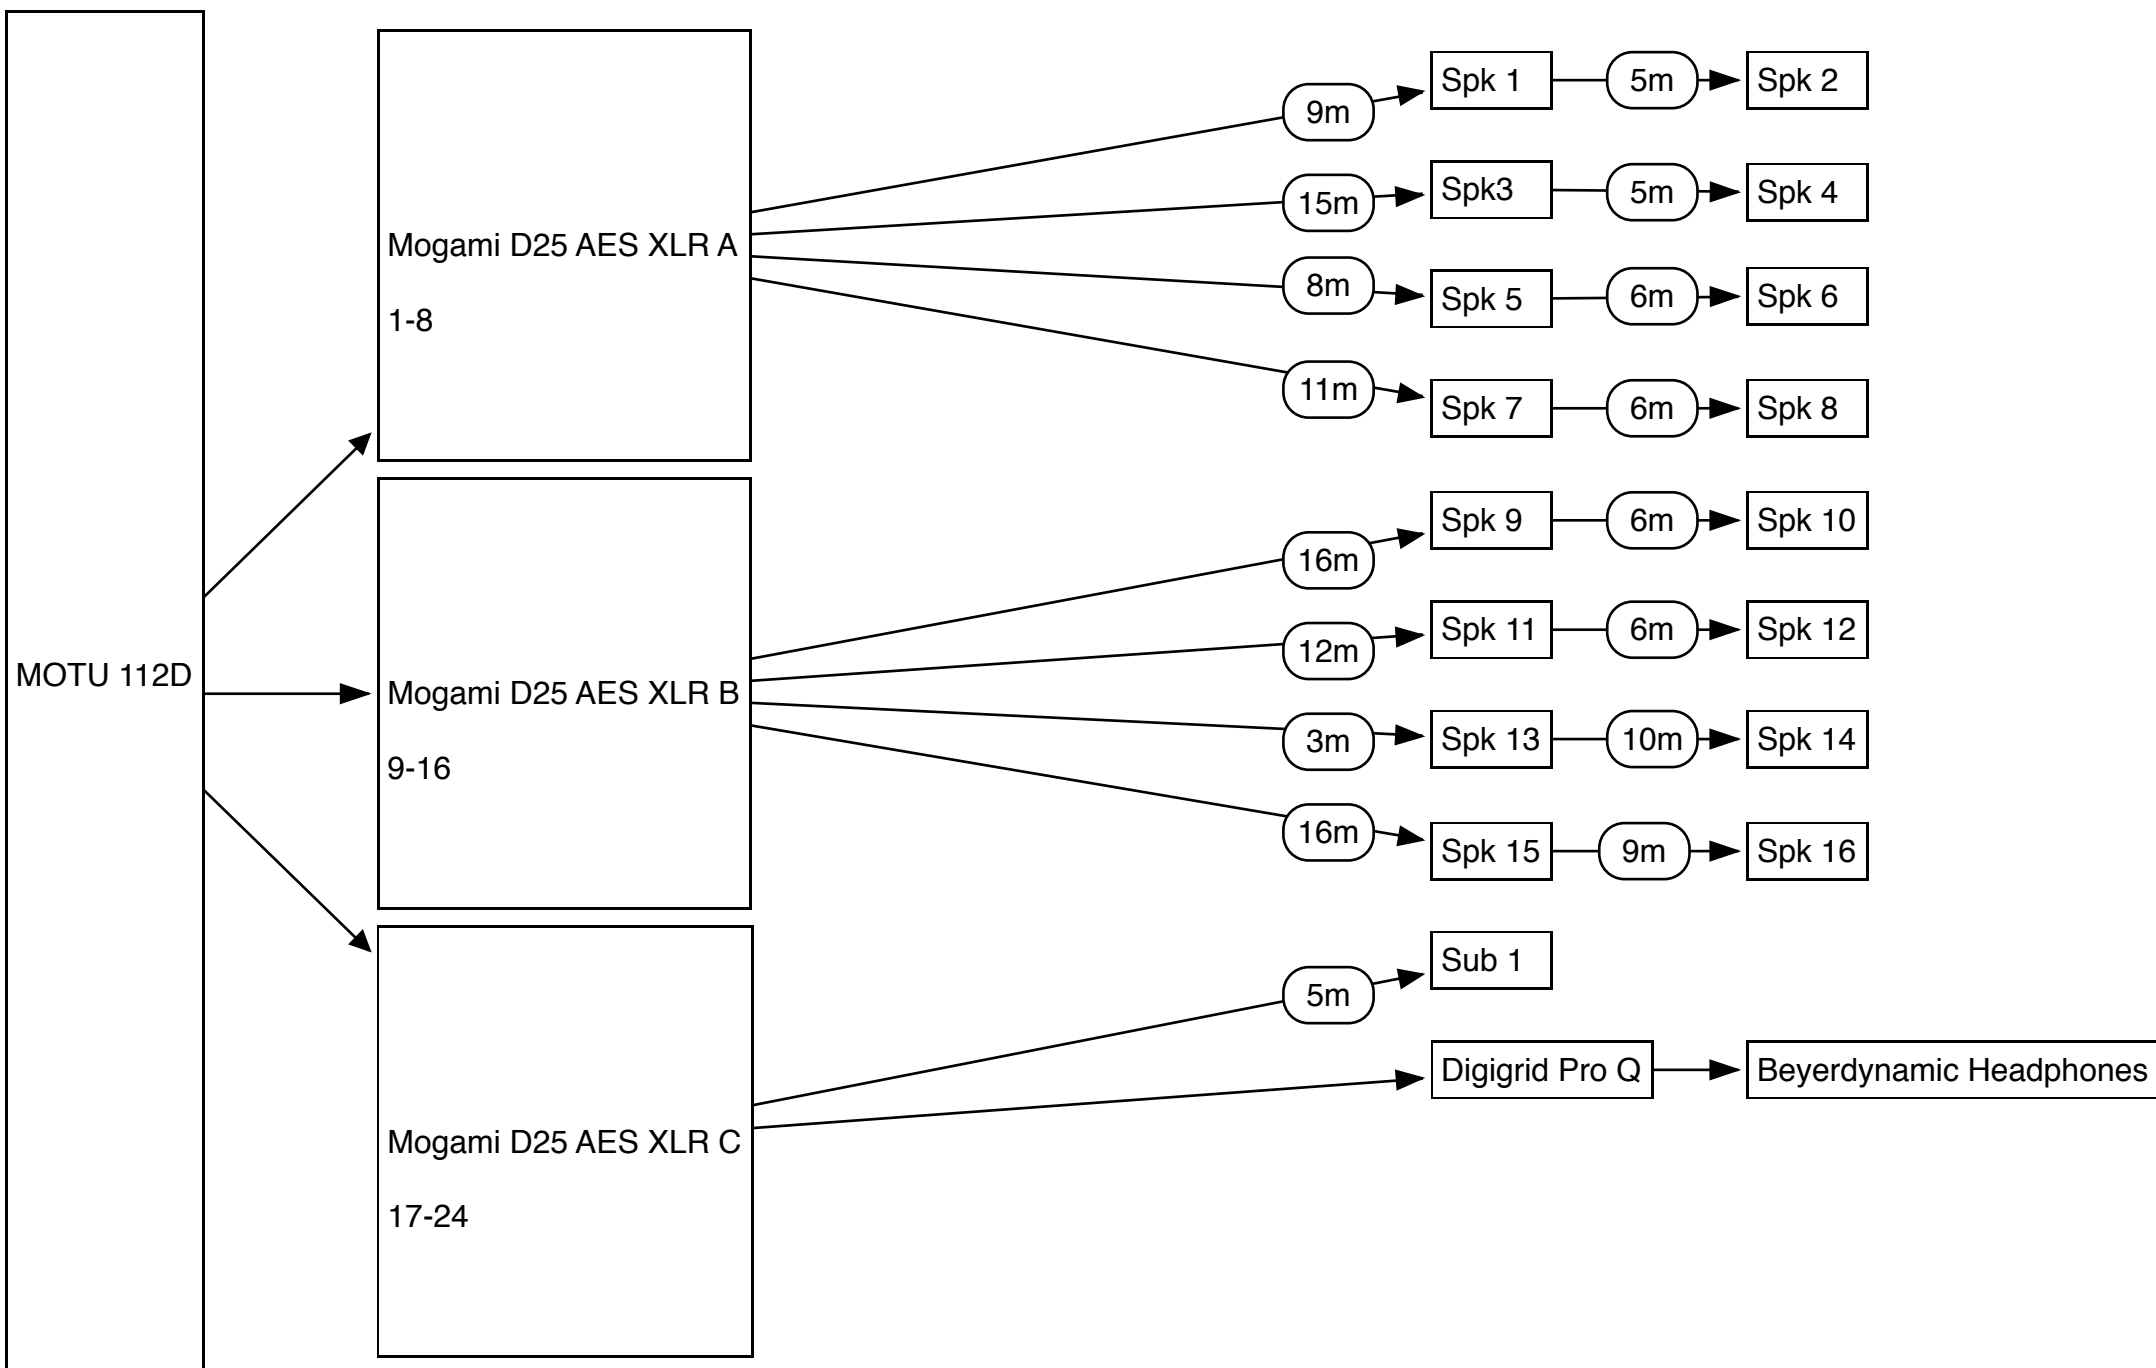 MOTU 112D
Mogami D25 AES XLR A
1-8
9m
Spk 1
5m
Spk 2
15m
Spk3
5m
Spk 4
8m
Spk 5
6m
Spk 6
11m
Spk 7
6m
Spk 8
Mogami D25 AES XLR B
9-16
16m
Spk 9
6m
Spk 10
12m
Spk 11
6m
Spk 12
3m
Spk 13
10m
Spk 14
16m
Spk 15
9m
Spk 16
Mogami D25 AES XLR C
17-24
5m
Sub 1
Digigrid Pro Q
Beyerdynamic Headphones